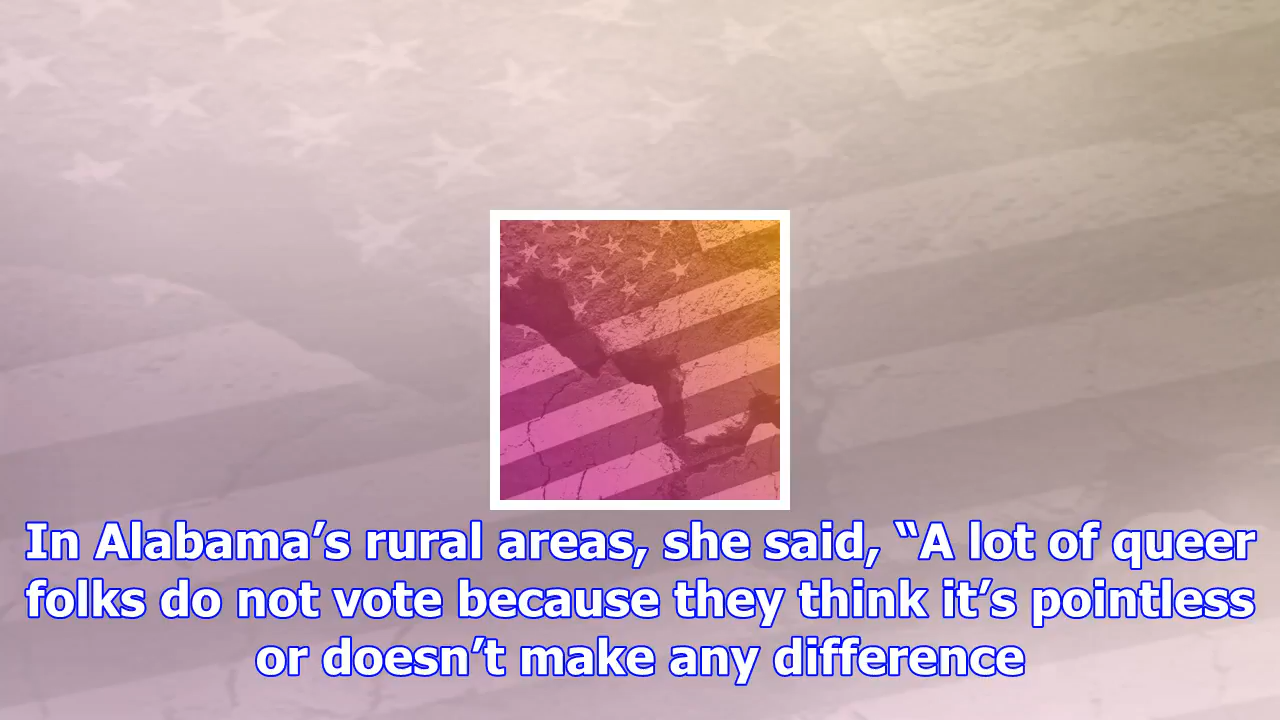 In Alabama’s rural areas, she said, “A lot of queer
folks do not vote because they think it’s pointless
or doesn’t make any difference